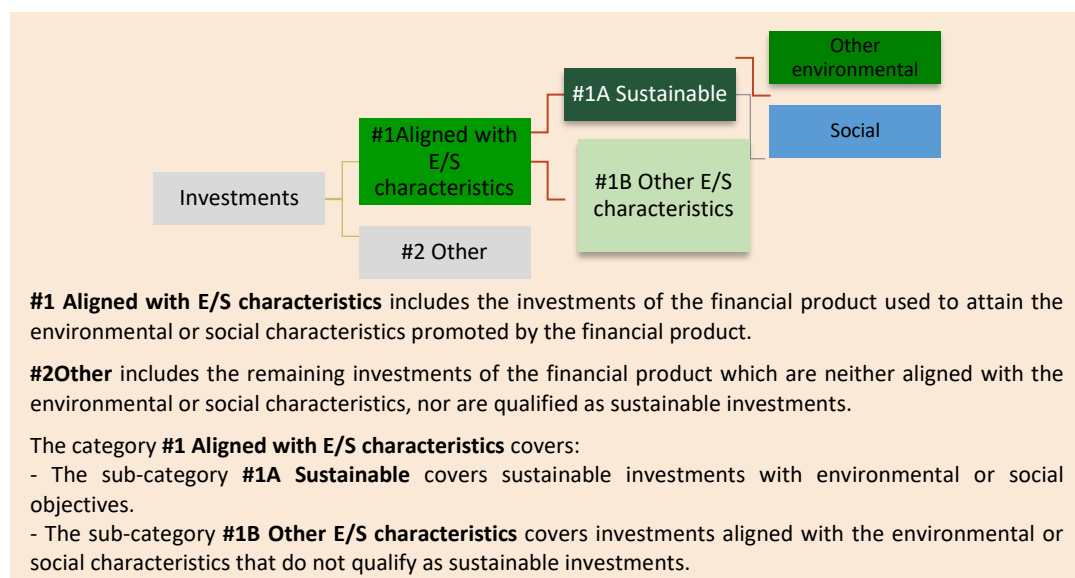 Other
environmental
#1A Sustainable
Social
#1Aligned with
E/S
characteristics
#1B Other E/S
characteristics
Investments
#2 Other
#1 Aligned with E/S characteristics includes the investments of the financial product used to attain the
environmental or social characteristics promoted by the financial product.
#2Other includes the remaining investments of the financial product which are neither aligned with the
environmental or social characteristics, nor are qualified as sustainable investments.
The category #1 Aligned with E/S characteristics covers:
- The sub-category #1A Sustainable covers sustainable investments with environmental or social
objectives.
- The sub-category #1B Other E/S characteristics covers investments aligned with the environmental or
social characteristics that do not qualify as sustainable investments.